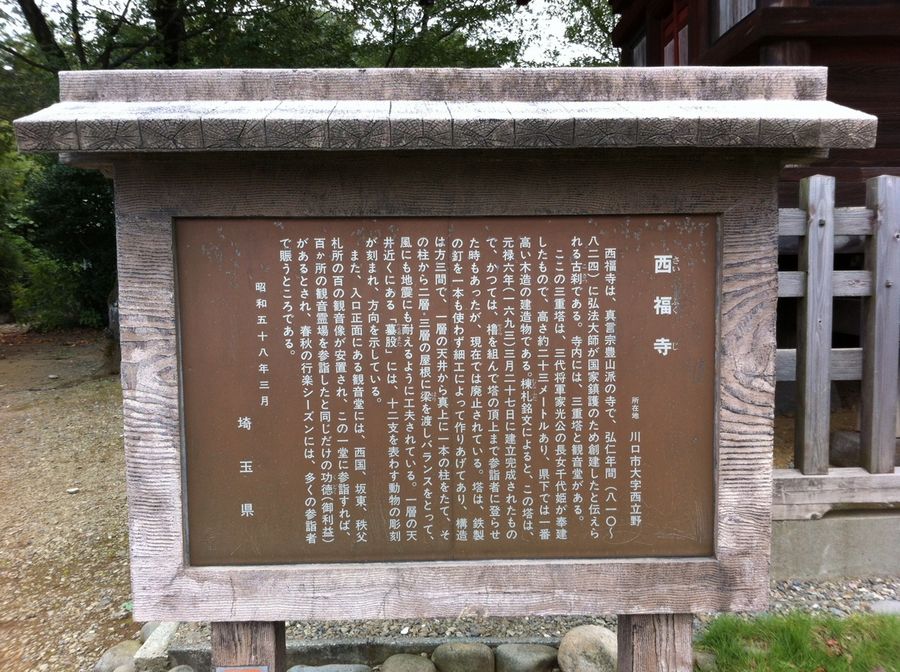 西福寺
さいふくじ
所在地 川口市大字西立野
西福寺は、真言宗豊山派の寺で、弘仁年間(八一〇〜
八二四)に弘法大師が国家鎮護のため創建したと伝えら
れる古刹である。寺内には、三重塔と観音堂がある。
ここの三重塔は、三代将軍家光公の長女千代姫が奉建
したもので、高さ約二十三メートルあり、県下では一番
高い木造の建造物である。棟札銘文によると、この塔は、
元禄六年(一六九三)三月二十七日に建立完成されたもの
で、かつては、櫓を組んで塔の頂上まで参詣者に登らせ
た時もあったが、現在では廃止されている。塔は、鉄製
の釘を一本も使わず細工によって作りあげてあり、構造
は方三間で、一層の天井から真上に一本の柱をたて、そ
の柱から二層・三層の屋根に梁を渡しバランスをとって、
風にも地震にも耐えるように工夫されている。一層の天
井近くにある「蟇股」には、十二支を表わす動物の彫刻
が刻まれ、方向を示している。
また、入口正面にある観音堂には、西国、坂東、秩父
札所の百の観音像が安置され、この一堂に参詣すれば、
百か所の観音霊場を参詣したと同じだけの功徳(御利益)
があるとされ、春秋の行楽シーズンには、多くの参詣者
で賑うところである。
昭和五十八年三月
埼玉県